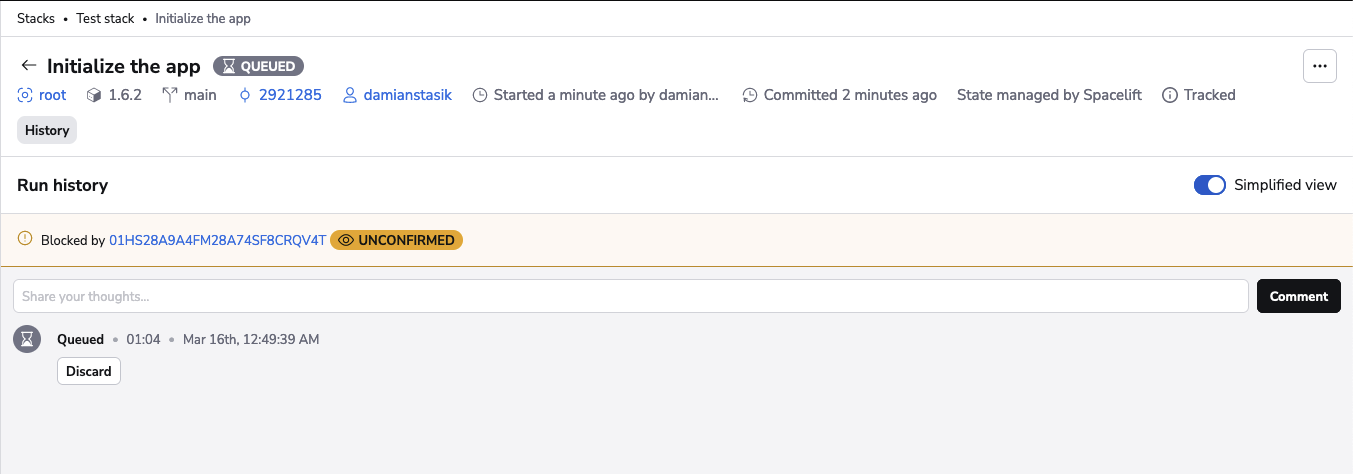 Stacks • Test stack • Initialize the app
← Initialize the app QUEUED ...
root 1.6.2 main 2921285 damianstasik Started a minute ago by damian... Committed 2 minutes ago State managed by Spacelift Tracked
History
Run history Simplified view
Blocked by 01HS28A9A4FM28A74SF8CRQV4T UNCONFIRMED
Share your thoughts... Comment
Queued • 01:04 • Mar 16th, 12:49:39 AM
Discard